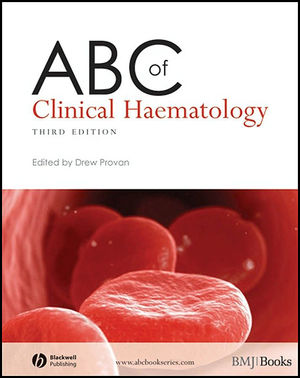 ABC of
Clinical Haematology
THIRD EDITION
Edited by Drew Provan
Blackwell
Publishing
www.abcbookseries.com
BMJ|Books